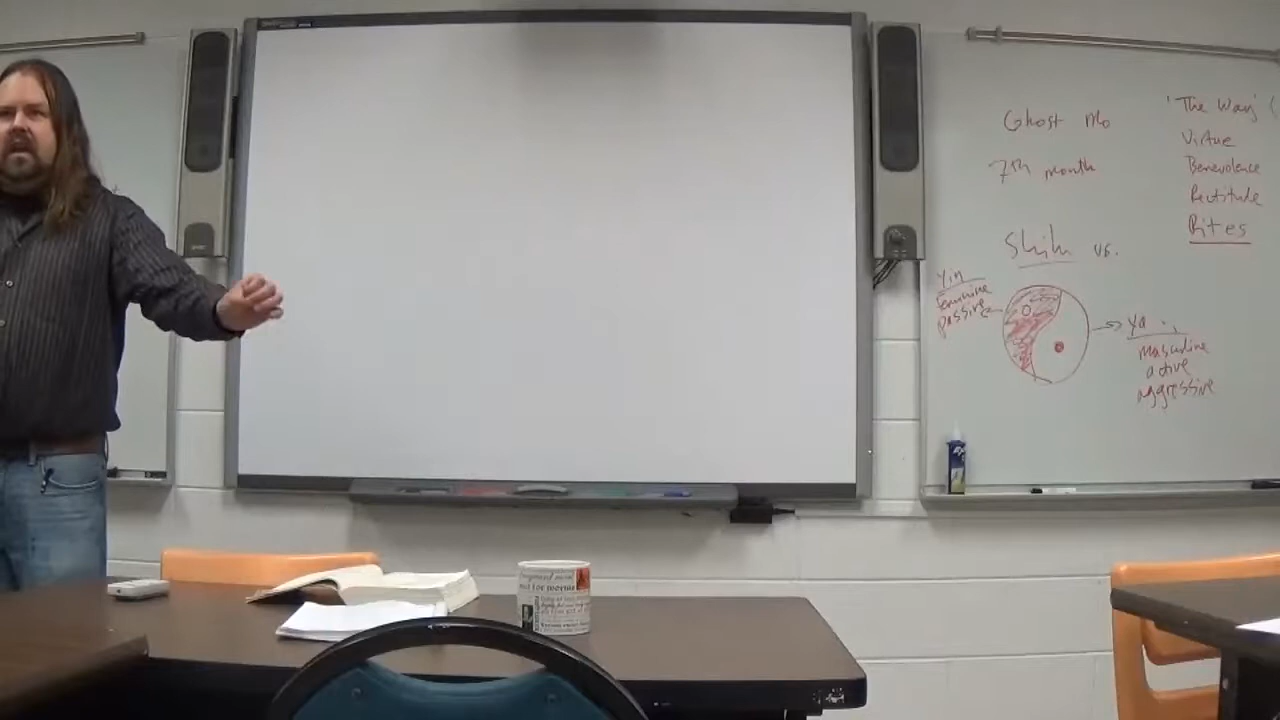 Ghost Mo
7th month
Shih vs.
Yin
feminine
passive
Ya
masculine
active
aggressive
'The Way' (
Virtue
Benevolence
Rectitude
Rites